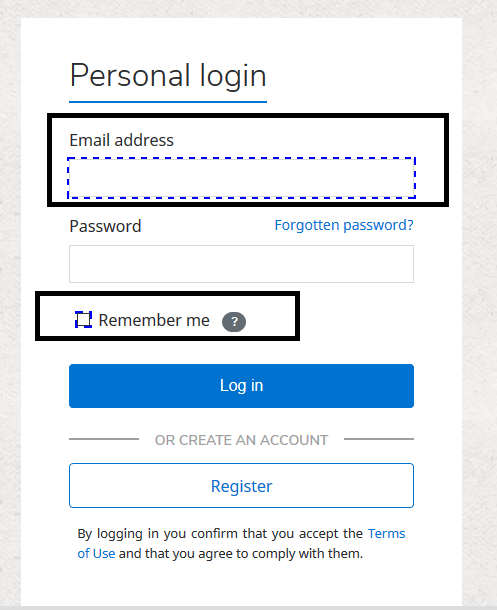 Personal login
Email address
Password Forgotten password?
Remember me ?
Log in
OR CREATE AN ACCOUNT
Register
By logging in you confirm that you accept the Terms
of Use and that you agree to comply with them.